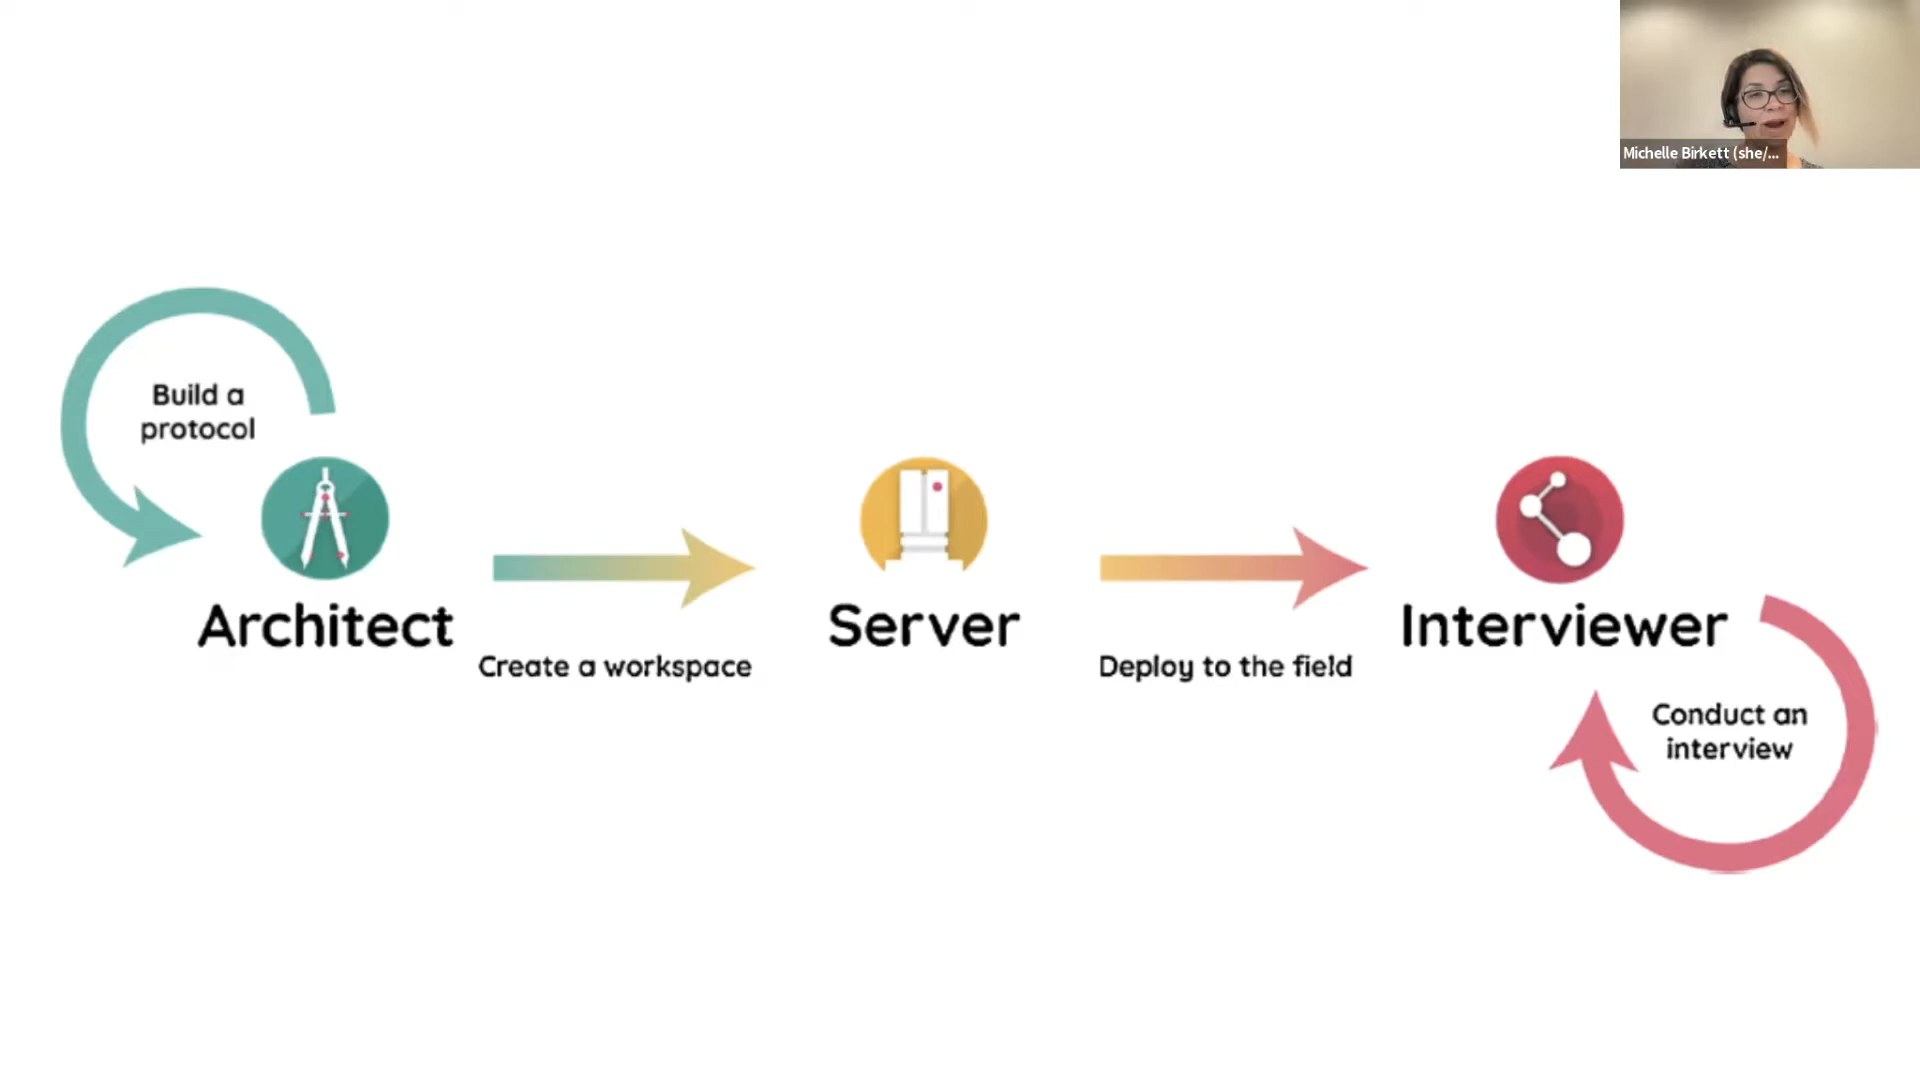 Michelle Birkett (she/...
Build a
protocol
Architect
Create a workspace
Server
Deploy to the field
Interviewer
Conduct an
interview